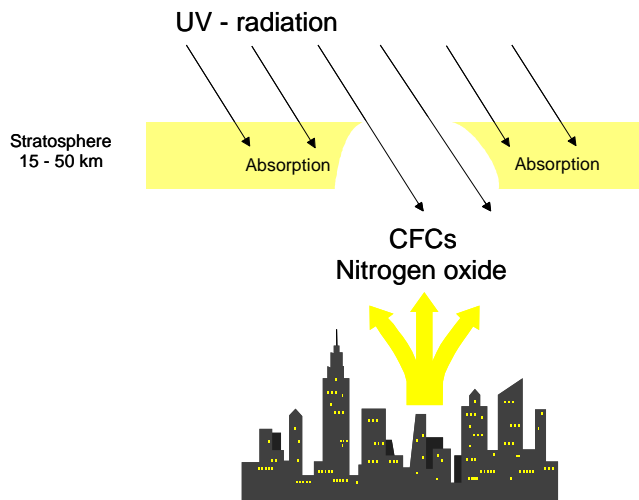 UV - radiation
Stratosphere
15 - 50 km
Absorption
Absorption
CFCs
Nitrogen oxide